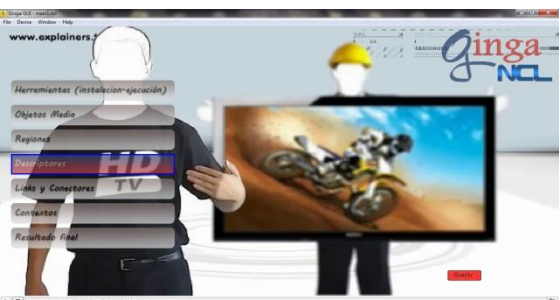 Ginga GUI - main1.ncl
File Device Window Help
www.explainers.t
Ginga
NCL
Herramientas (instalacion-ejecución)
Objetos Media
Regiones
Descriptores
HD
TV
Links y Conectores
Contextos
Resultado final
Salir